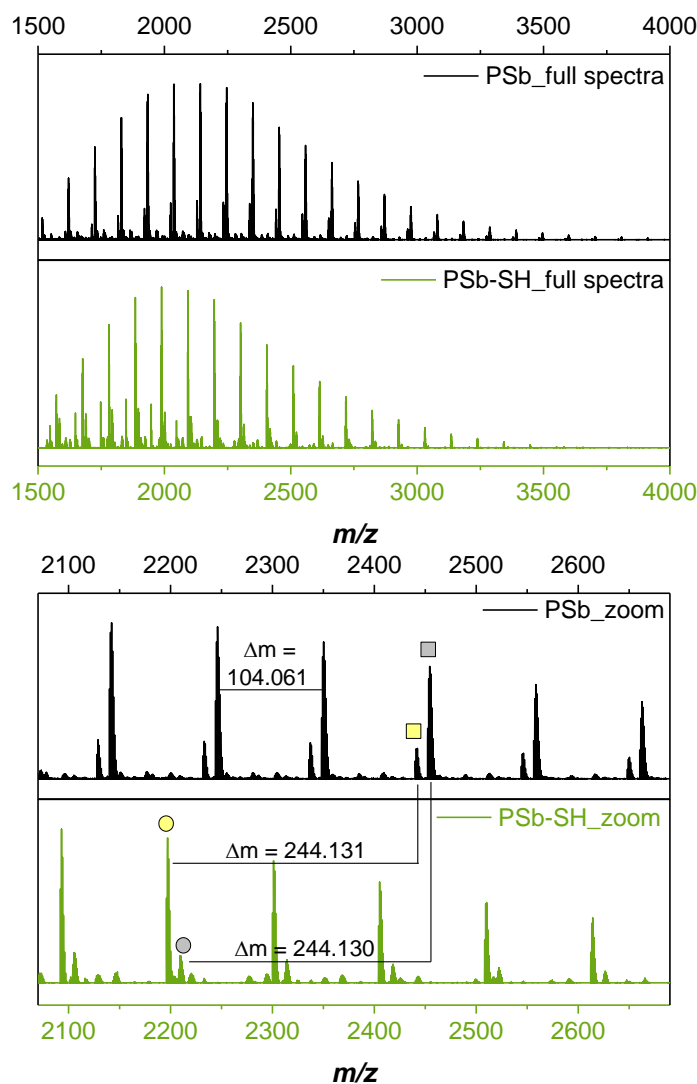 1500 2000 2500 3000 3500 4000
PSb_full spectra
PSb-SH_full spectra
1500 2000 2500 3000 3500 4000
m/z
2100 2200 2300 2400 2500 2600
PSb_zoom
Δm =
104.061
PSb-SH_zoom
Δm = 244.131
Δm = 244.130
2100 2200 2300 2400 2500 2600
m/z